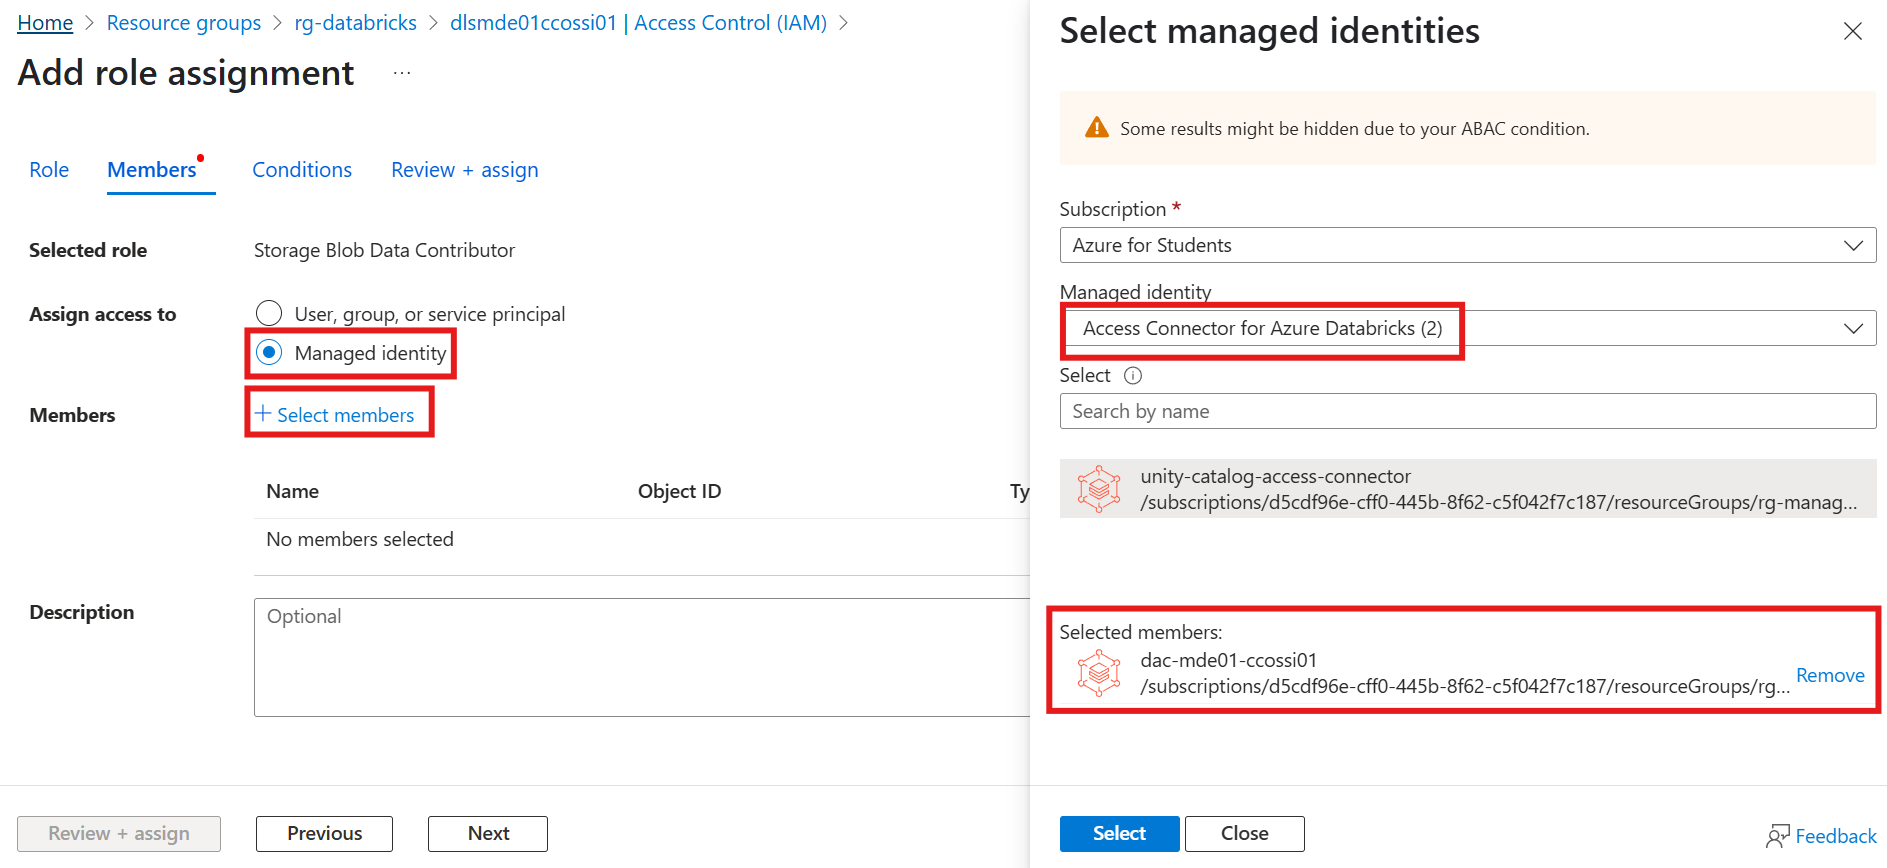 Home > Resource groups > rg-databricks > dlsmde01ccossi01 | Access Control (IAM) >
Add role assignment ...
Role Members Conditions Review + assign
Selected role Storage Blob Data Contributor
Assign access to User, group, or service principal
Managed identity
Members + Select members
Name Object ID Ty
No members selected
Description Optional
Review + assign Previous Next
Select managed identities
Some results might be hidden due to your ABAC condition.
Subscription *
Azure for Students
Managed identity
Access Connector for Azure Databricks (2)
Select
Search by name
unity-catalog-access-connector
/subscriptions/d5cdf96e-cff0-445b-8f62-c5f042f7c187/resourceGroups/rg-manag...
Selected members:
dac-mde01-ccossi01
/subscriptions/d5cdf96e-cff0-445b-8f62-c5f042f7c187/resourceGroups/rg... Remove
Select Close Feedback